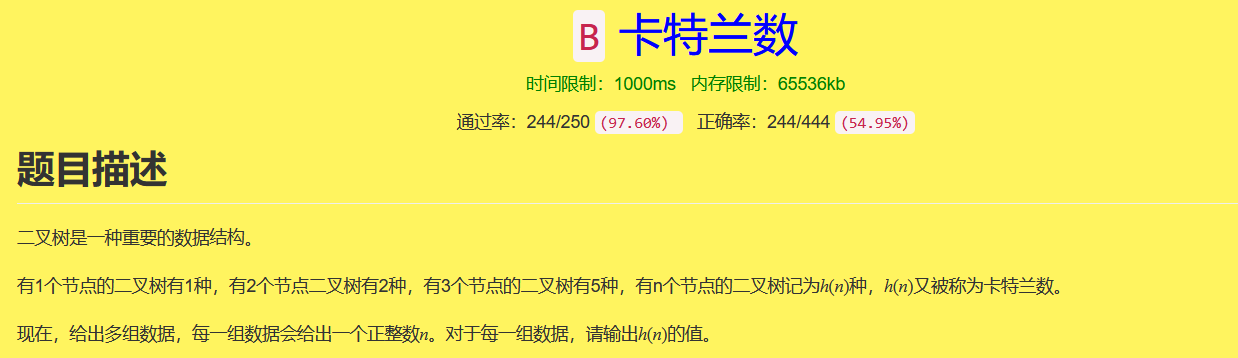 B 卡特兰数
时间限制：1000ms 内存限制：65536kb
通过率：244/250 (97.60%) 正确率：244/444 (54.95%)
题目描述
二叉树是一种重要的数据结构。
有1个节点的二叉树有1种，有2个节点二叉树有2种，有3个节点的二叉树有5种，有n个节点的二叉树记为h(n)种，h(n)又被称为卡特兰数。
现在，给出多组数据，每一组数据会给出一个正整数n。对于每一组数据，请输出h(n)的值。